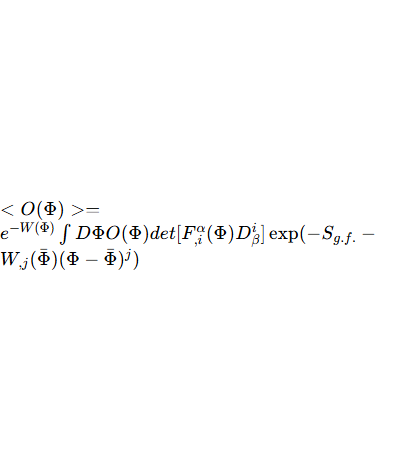 < O(Φ) >=
e^{−W(Φ)} ∫ DΦO(Φ)det[F^α_{,i}(Φ)D^i_β] exp(−S_{g.f.} −
W_{,j}(Φ̄)(Φ − Φ̄)^j)